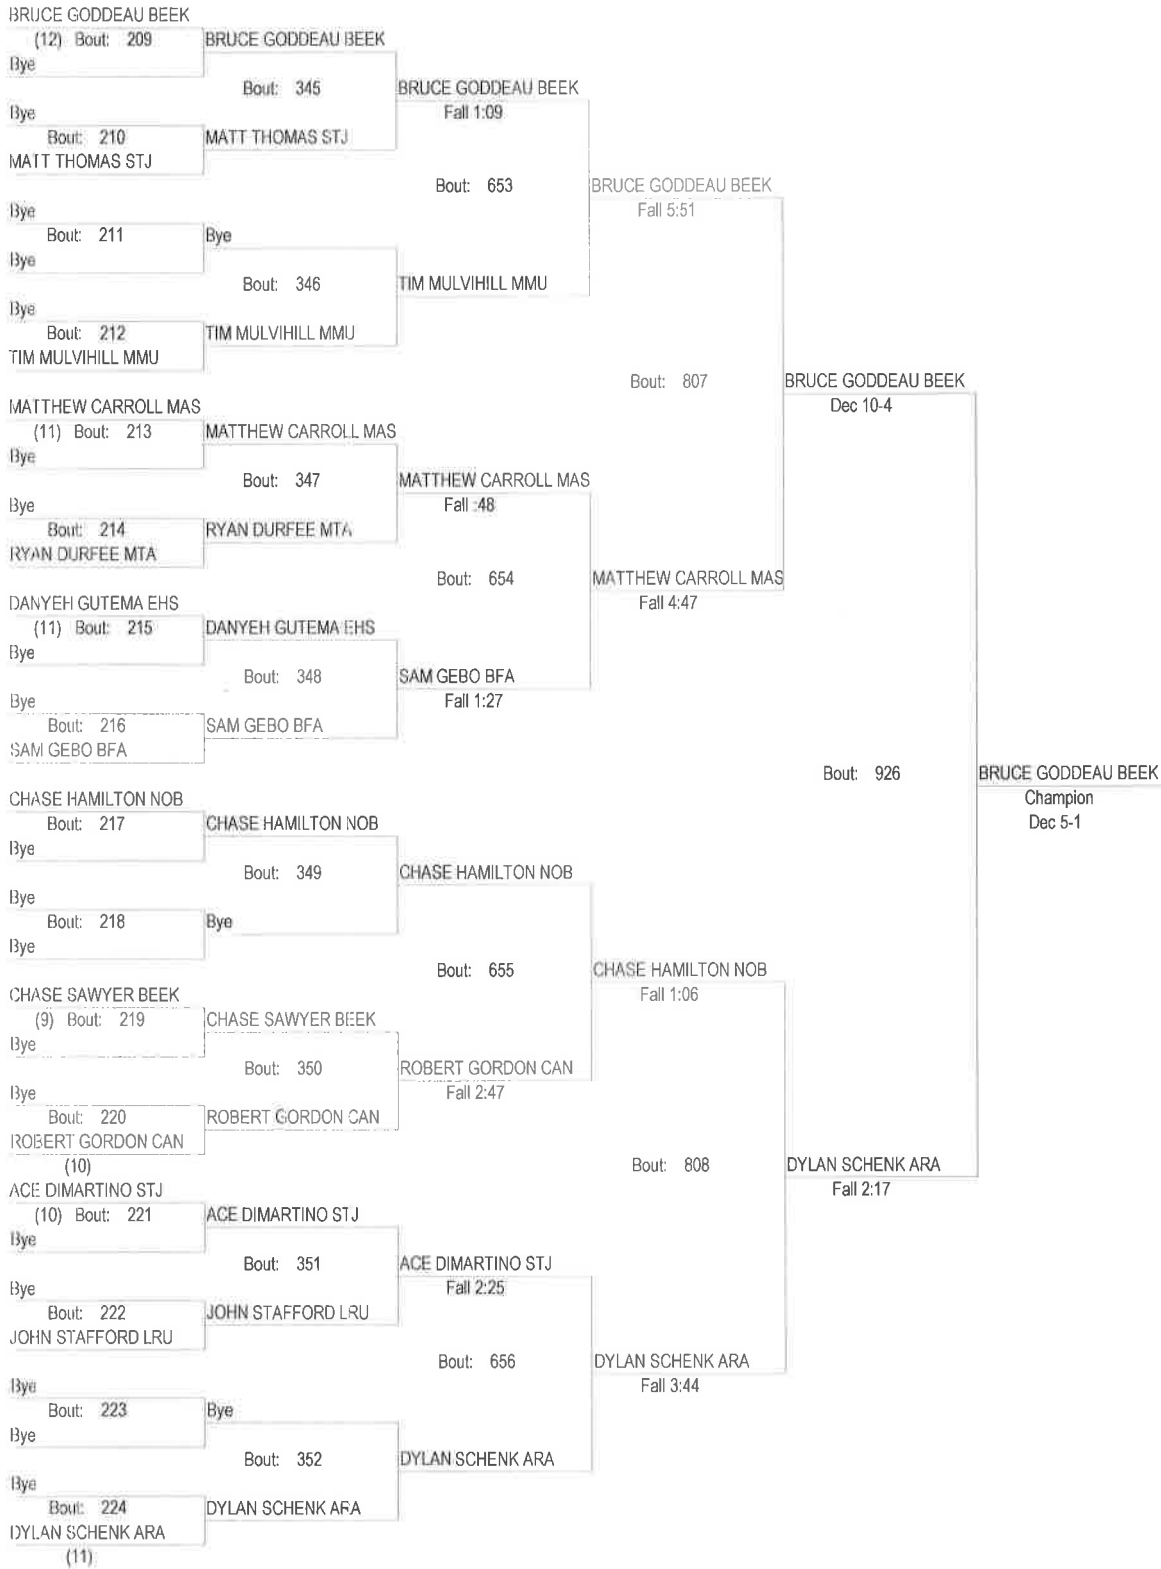 BRUCE GODDEAU BEEK
(12) Bout: 209
BRUCE GODDEAU BEEK
Bye
Bout: 345
BRUCE GODDEAU BEEK
Fall 1:09
Bye
Bout: 210
MATT THOMAS STJ
MATT THOMAS STJ
Bout: 653
BRUCE GODDEAU BEEK
Fall 5:51
Bye
Bout: 211
Bye
Bye
Bout: 346
TIM MULVIHILL MMU
Bye
Bout: 212
TIM MULVIHILL MMU
TIM MULVIHILL MMU
Bout: 807
BRUCE GODDEAU BEEK
Dec 10-4
MATTHEW CARROLL MAS
(11) Bout: 213
MATTHEW CARROLL MAS
Bye
Bout: 347
MATTHEW CARROLL MAS
Fall :48
Bye
Bout: 214
RYAN DURFEE MTA
RYAN DURFEE MTA
Bout: 654
MATTHEW CARROLL MAS
Fall 4:47
DANYEH GUTEMA EHS
(11) Bout: 215
DANYEH GUTEMA EHS
Bye
Bout: 348
SAM GEBO BFA
Fall 1:27
Bye
Bout: 216
SAM GEBO BFA
SAM GEBO BFA
Bout: 926
BRUCE GODDEAU BEEK
Champion
Dec 5-1
CHASE HAMILTON NOB
Bout: 217
CHASE HAMILTON NOB
Bye
Bout: 349
CHASE HAMILTON NOB
Bye
Bout: 218
Bye
Bye
Bout: 655
CHASE HAMILTON NOB
Fall 1:06
CHASE SAWYER BEEK
(9) Bout: 219
CHASE SAWYER BEEK
Bye
Bout: 350
ROBERT GORDON CAN
Fall 2:47
Bye
Bout: 220
ROBERT GORDON CAN
ROBERT GORDON CAN
(10)
Bout: 808
DYLAN SCHENK ARA
Fall 2:17
ACE DIMARTINO STJ
(10) Bout: 221
ACE DIMARTINO STJ
Bye
Bout: 351
ACE DIMARTINO STJ
Fall 2:25
Bye
Bout: 222
JOHN STAFFORD LRU
JOHN STAFFORD LRU
Bout: 656
DYLAN SCHENK ARA
Fall 3:44
Bye
Bout: 223
Bye
Bye
Bout: 352
DYLAN SCHENK ARA
Bye
Bout: 224
DYLAN SCHENK ARA
DYLAN SCHENK ARA
(11)